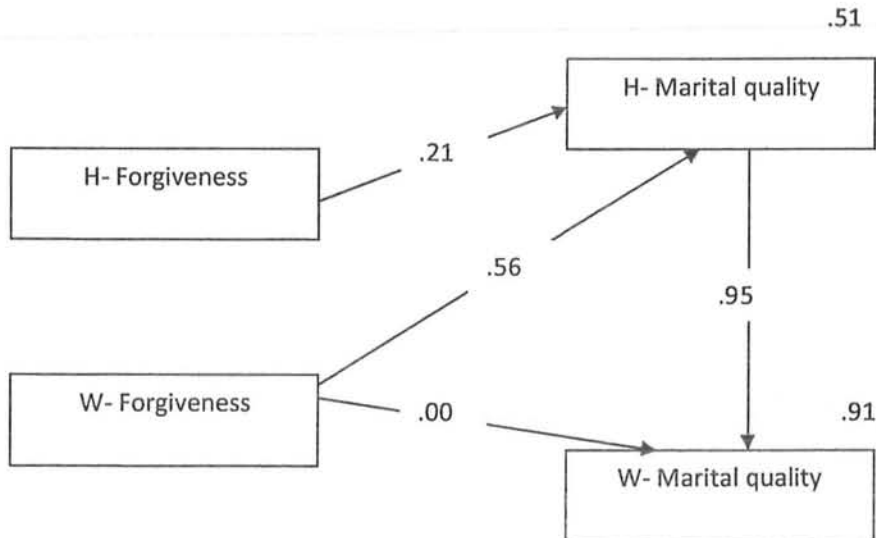 .51
H- Marital quality
.21
H- Forgiveness
.56
.95
W- Forgiveness
.00
.91
W- Marital quality